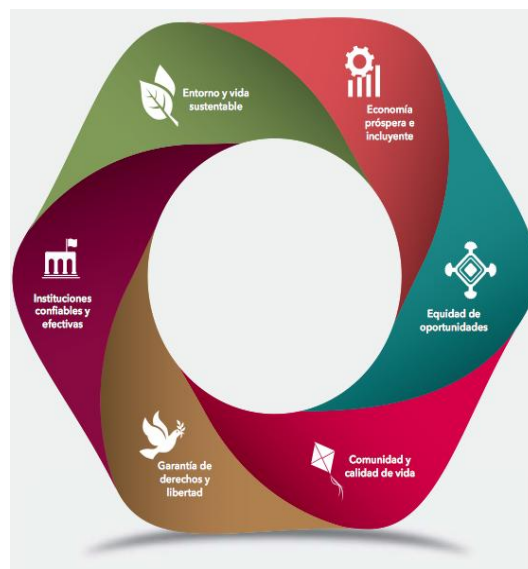 Entorno y vida
sustentable
Economía
próspera e
incluyente
Equidad de
oportunidades
Comunidad y
calidad de vida
Garantía de
derechos y
libertad
Instituciones
confiables y
efectivas